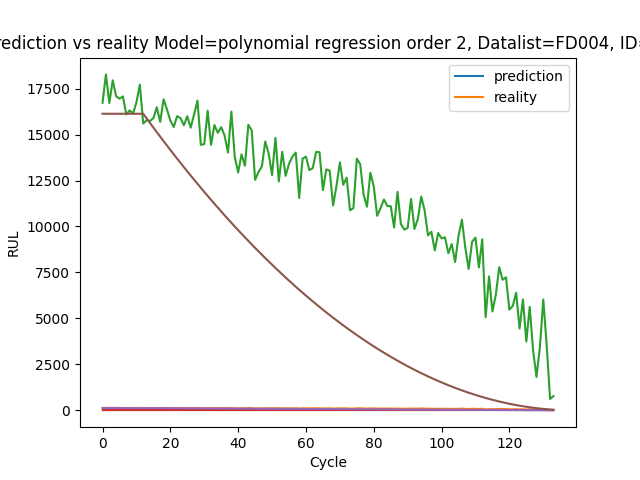 rediction vs reality Model=polynomial regression order 2, Datalist=FD004, ID=
prediction
reality
RUL
17500
15000
12500
10000
7500
5000
2500
0
0 20 40 60 80 100 120
Cycle